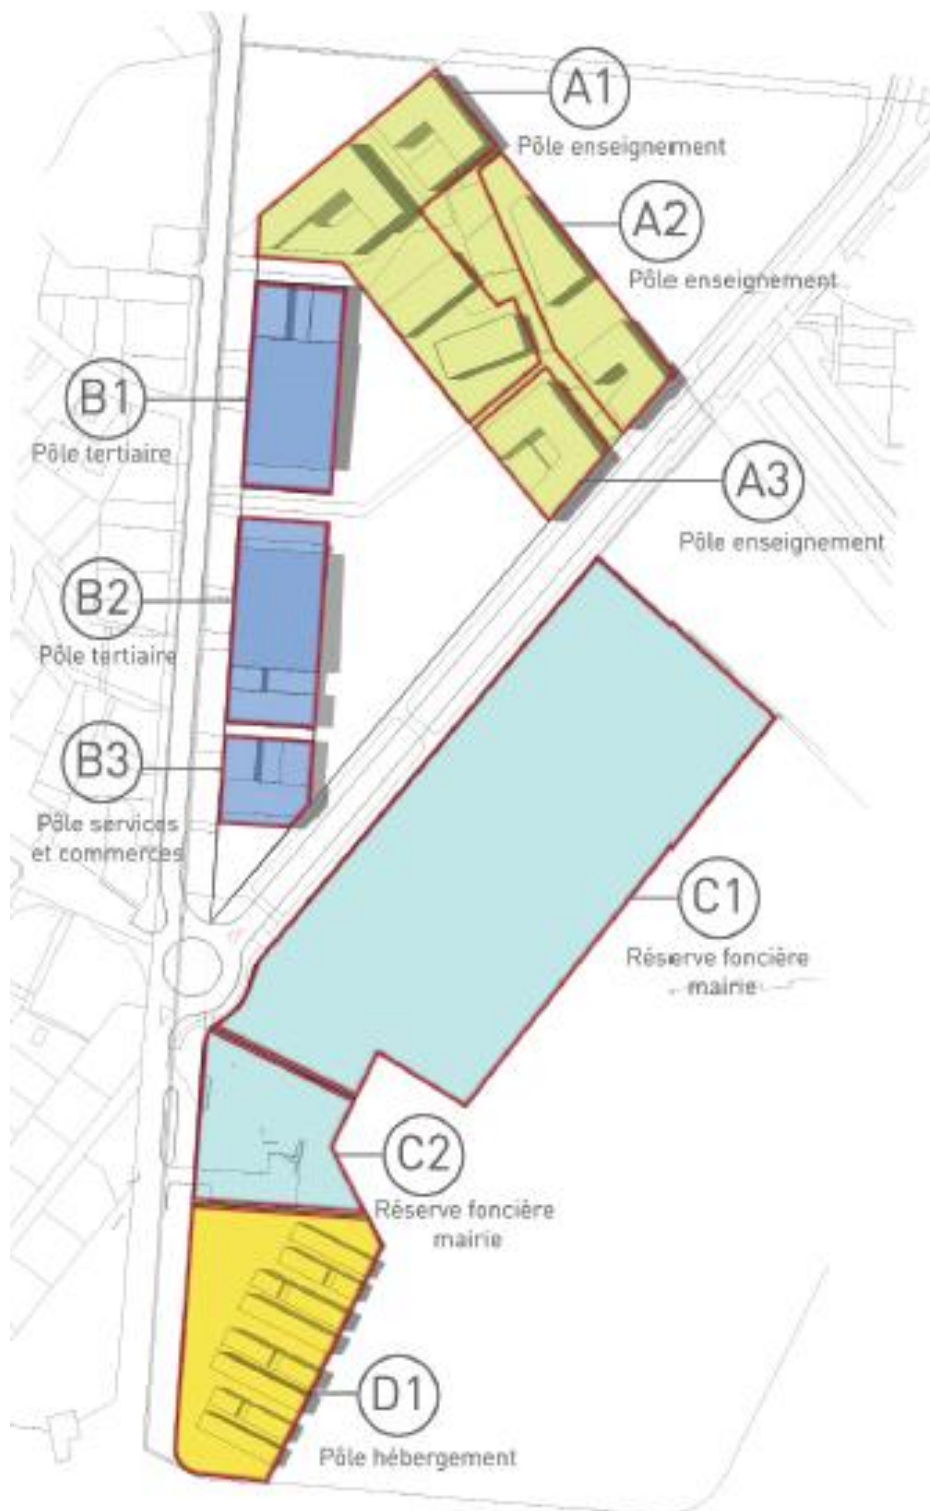 A1
Pôle enseignement
A2
Pôle enseignement
B1
Pôle tertiaire
A3
Pôle enseignement
B2
Pôle tertiaire
B3
Pôle services
et commerces
C1
Réserve foncière
mairie
C2
Réserve foncière
mairie
D1
Pôle hébergement